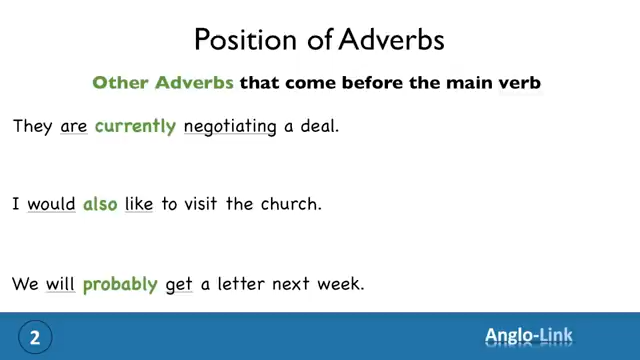 Position of Adverbs
Other Adverbs that come before the main verb
They are currently negotiating a deal.
I would also like to visit the church.
We will probably get a letter next week.
2
Anglo-Link